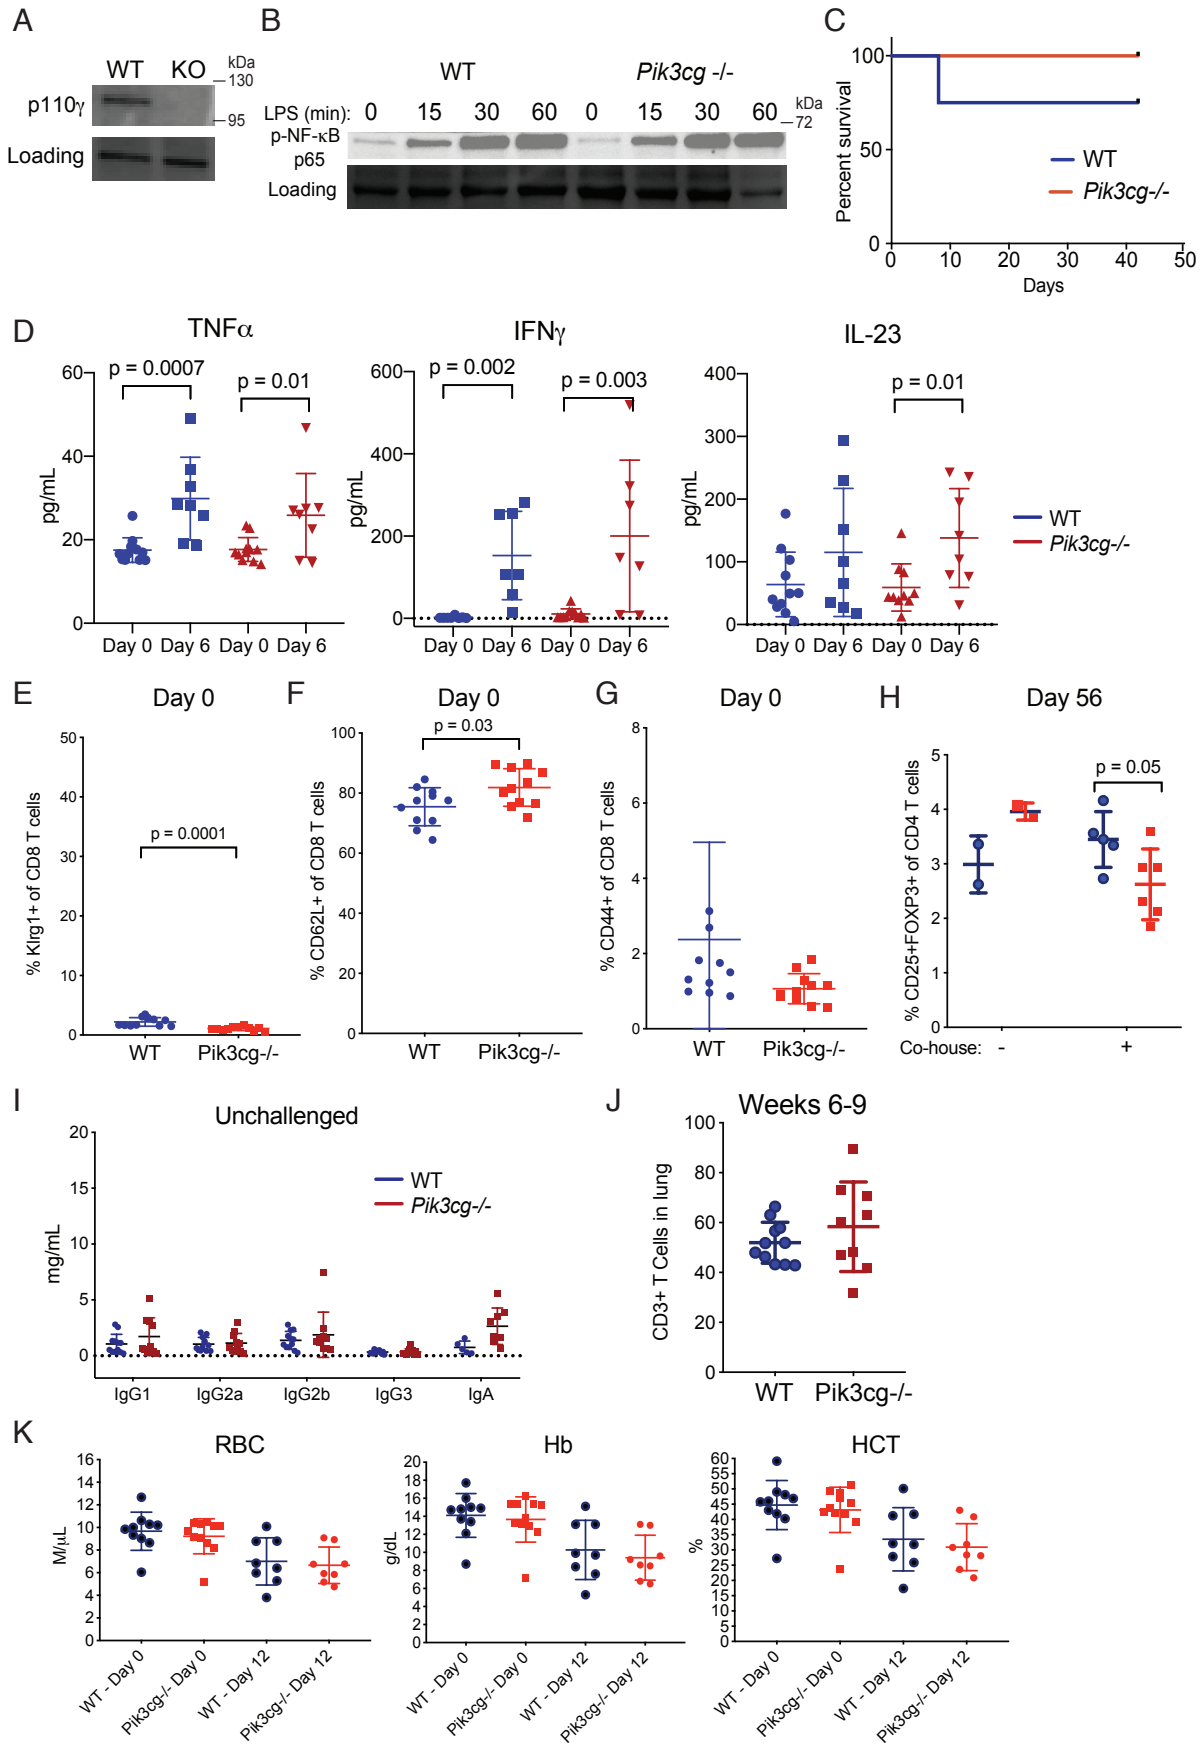 A
WT KO
kDa
130
p110γ
95
Loading
B
WT Pik3cg -/-
LPS (min): 0 15 30 60 0 15 30 60
kDa
72
p-NF-κB
p65
Loading
C
Percent survival
100
50
0
0 10 20 30 40 50
Days
WT
Pik3cg-/-
D
TNFα
p = 0.0007
p = 0.01
pg/mL
60
40
20
0
Day 0 Day 6 Day 0 Day 6
IFNγ
p = 0.002
p = 0.003
pg/mL
600
400
200
0
Day 0 Day 6 Day 0 Day 6
IL-23
p = 0.01
pg/mL
400
300
200
100
0
Day 0 Day 6 Day 0 Day 6
WT
Pik3cg-/-
E
Day 0
p = 0.0001
% Klrg1+ of CD8 T cells
50
40
30
20
10
0
WT Pik3cg-/-
F
Day 0
p = 0.03
% CD62L+ of CD8 T cells
100
80
60
40
20
0
WT Pik3cg-/-
G
Day 0
% CD44+ of CD8 T cells
8
6
4
2
0
WT Pik3cg-/-
H
Day 56
p = 0.05
% CD25+FOXP3+ of CD4 T cells
5
4
3
2
1
0
Co-house: - +
I
Unchallenged
mg/mL
20
15
10
5
0
WT
Pik3cg-/-
IgG1 IgG2a IgG2b IgG3 IgA
J
Weeks 6-9
CD3+ T Cells in lung
100
80
60
40
20
0
WT Pik3cg-/-
K
RBC
M/μL
16
14
12
10
8
6
4
2
0
WT - Day 0
Pik3cg-/- Day 0
WT - Day 12
Pik3cg-/- Day 12
Hb
g/dL
20
18
16
14
12
10
8
6
4
2
0
WT - Day 0
Pik3cg-/- Day 0
WT - Day 12
Pik3cg-/- Day 12
HCT
%
60
55
50
45
40
35
30
25
20
15
10
5
0
WT - Day 0
Pik3cg-/- Day 0
WT - Day 12
Pik3cg-/- Day 12